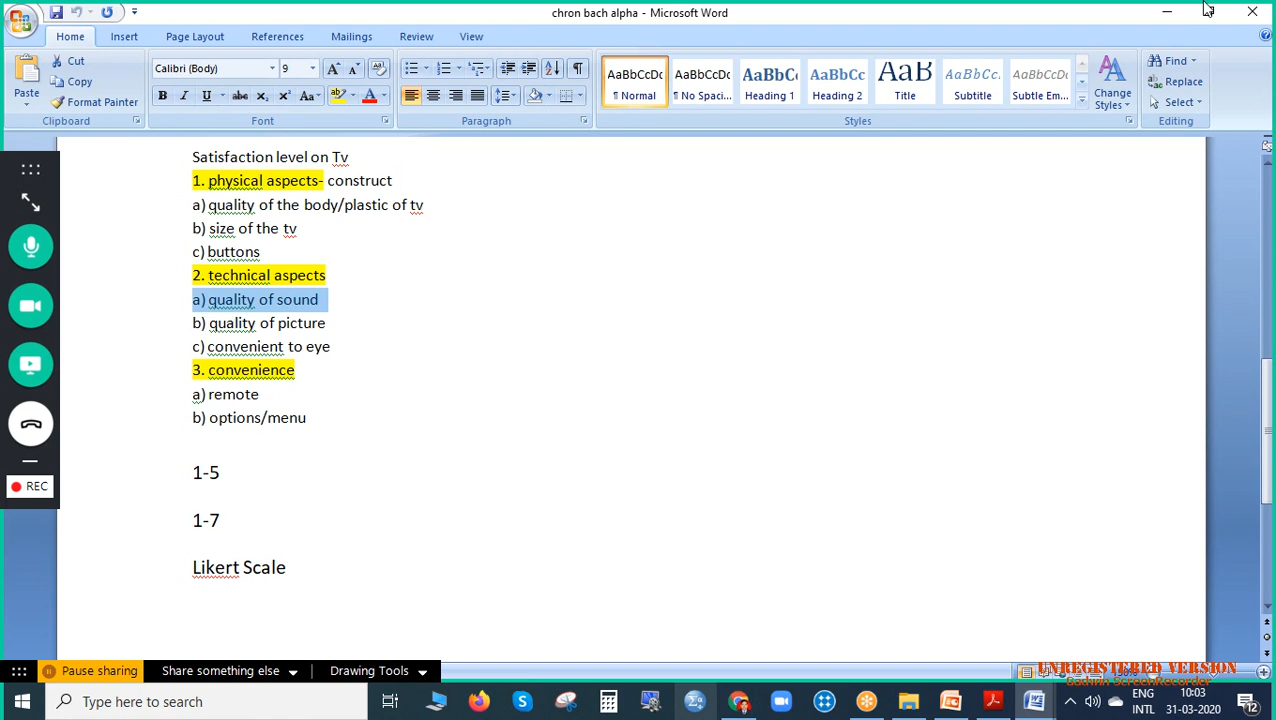 chron bach alpha - Microsoft Word
Home Insert Page Layout References Mailings Review View
Paste
Cut
Copy
Format Painter
Clipboard
Calibri (Body) 9
Font
Paragraph
AaBbCcDc AaBbCcDc AaBbC AaBbCc AaB AaBbCc. AaBbCcDc
¶ Normal ¶ No Spaci... Heading 1 Heading 2 Title Subtitle Subtle Em...
Change Styles
Styles
Find
Replace
Select
Editing
Satisfaction level on Tv
1. physical aspects- construct
a) quality of the body/plastic of tv
b) size of the tv
c) buttons
2. technical aspects
a) quality of sound
b) quality of picture
c) convenient to eye
3. convenience
a) remote
b) options/menu
1-5
1-7
Likert Scale
REC
Pause sharing Share something else Drawing Tools
UNREGISTERED VERSION
Type here to search
ENG
INTL
10:03
31-03-2020
12